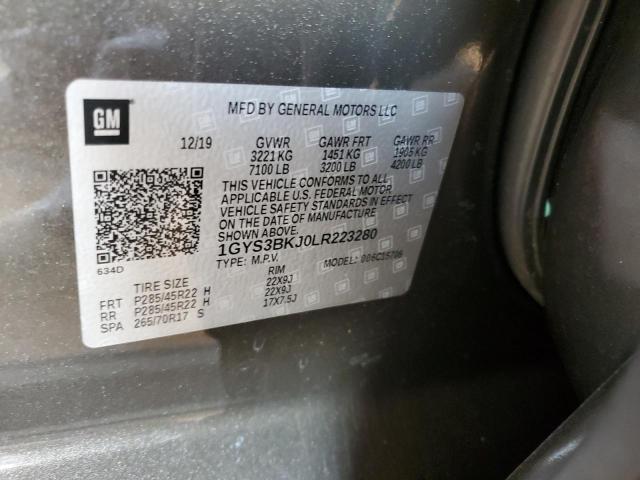 GM
MFD BY GENERAL MOTORS LLC
12/19 GVWR GAWR FRT GAWR RR
3221 KG 1451 KG 1905 KG
7100 LB 3200 LB 4200 LB
THIS VEHICLE CONFORMS TO ALL
APPLICABLE U.S. FEDERAL MOTOR
VEHICLE SAFETY STANDARDS IN EFFECT
ON THE DATE OF MANUFACTURE
SHOWN ABOVE.
1GYS3BKJ0LR223280
TYPE: M.P.V. MODEL: 006C15706
634D
TIRE SIZE RIM
FRT P285/45R22 H 22X9J
RR P285/45R22 H 22X9J
SPA 265/70R17 S 17X7.5J